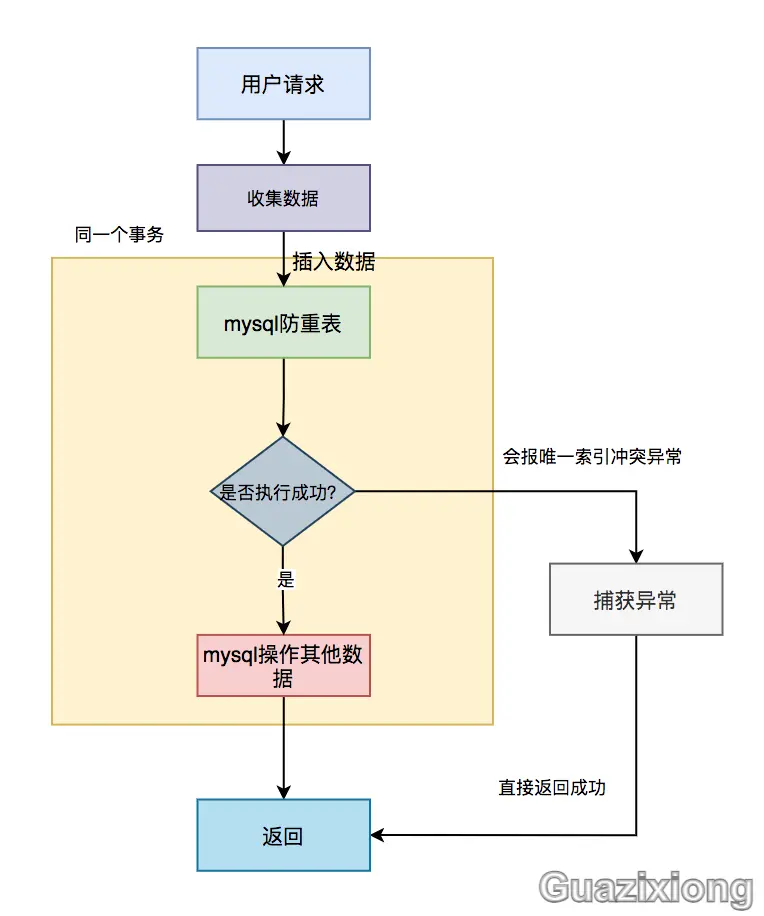 用户请求
收集数据
同一个事务
插入数据
mysql防重表
会报唯一索引冲突异常
是否执行成功?
是
捕获异常
mysql操作其他数
据
直接返回成功
返回
Guazixiong